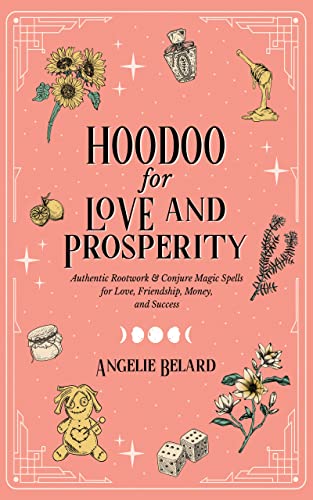 HOODOO
for
LOVE AND
PROSPERITY
Authentic Rootwork & Conjure Magic Spells
for Love, Friendship, Money,
and Success
ANGELIE BELARD